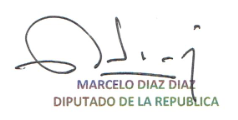 MARCELO DIAZ DIAZ
DIPUTADO DE LA REPUBLICA